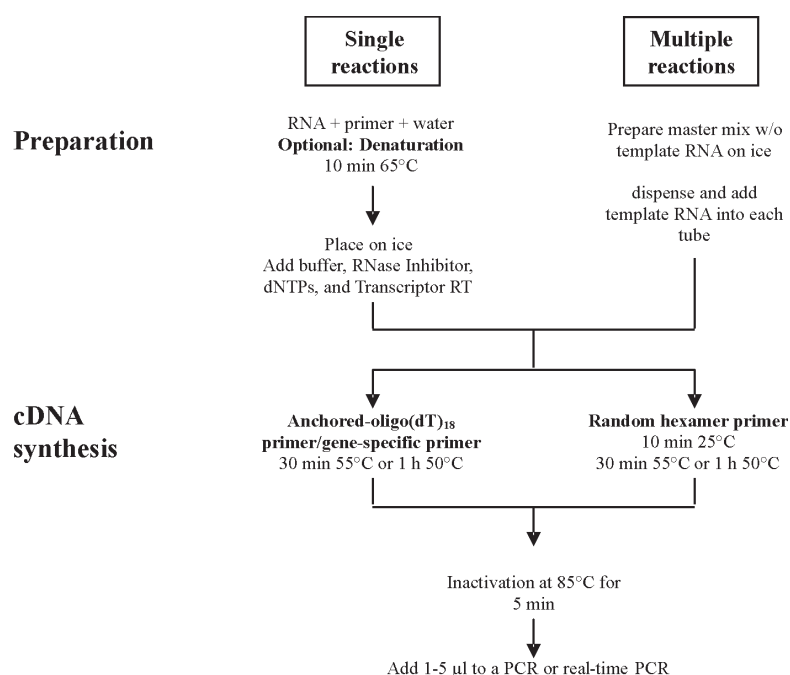 Single
reactions
Multiple
reactions
Preparation
RNA + primer + water
Optional: Denaturation
10 min 65°C
Prepare master mix w/o
template RNA on ice
dispense and add
template RNA into each
tube
Place on ice
Add buffer, RNase Inhibitor,
dNTPs, and Transcriptor RT
cDNA
synthesis
Anchored-oligo(dT)₁₈
primer/gene-specific primer
30 min 55°C or 1 h 50°C
Random hexamer primer
10 min 25°C
30 min 55°C or 1 h 50°C
Inactivation at 85°C for
5 min
Add 1-5 µl to a PCR or real-time PCR